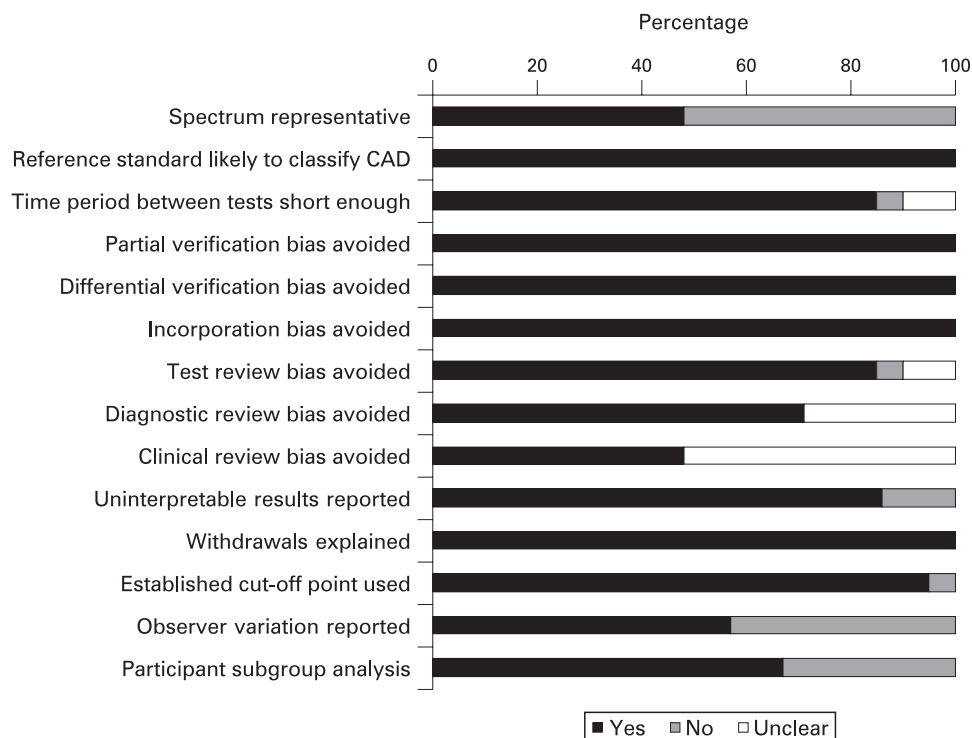 Percentage
0 20 40 60 80 100
Spectrum representative
Reference standard likely to classify CAD
Time period between tests short enough
Partial verification bias avoided
Differential verification bias avoided
Incorporation bias avoided
Test review bias avoided
Diagnostic review bias avoided
Clinical review bias avoided
Uninterpretable results reported
Withdrawals explained
Established cut-off point used
Observer variation reported
Participant subgroup analysis
Yes No Unclear